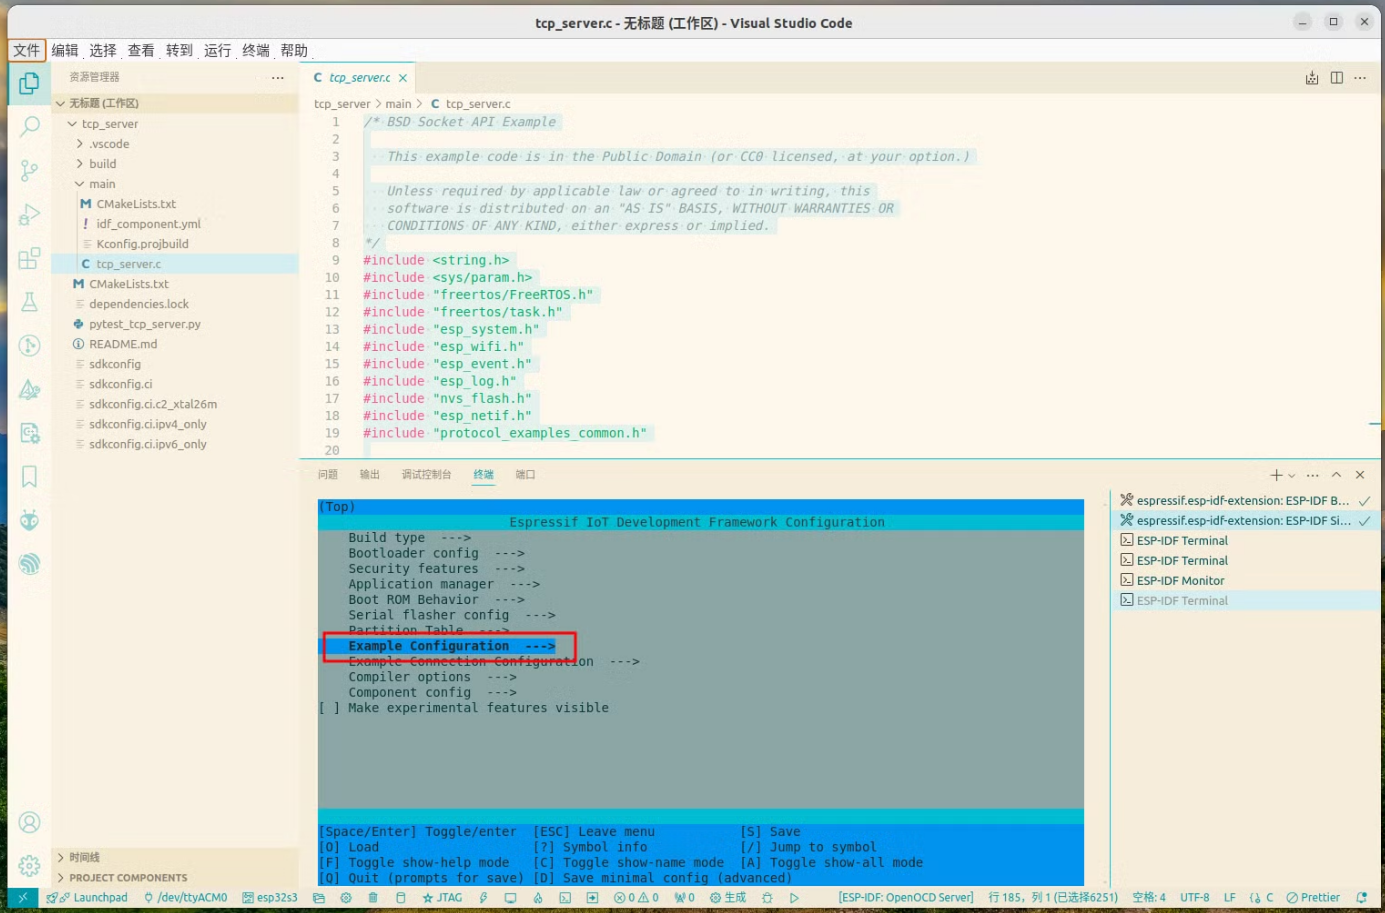 tcp_server.c - 无标题 (工作区) - Visual Studio Code
文件 编辑 选择 查看 转到 运行 终端 帮助
资源管理器
无标题 (工作区)
tcp_server
.vscode
build
main
CMakeLists.txt
idf_component.yml
Kconfig.projbuild
tcp_server.c
CMakeLists.txt
dependencies.lock
pytest_tcp_server.py
README.md
sdkconfig
sdkconfig.ci
sdkconfig.ci.c2_xtal26m
sdkconfig.ci.ipv4_only
sdkconfig.ci.ipv6_only
时间线
PROJECT COMPONENTS
C tcp_server.c
tcp_server > main > C tcp_server.c
1 /* BSD Socket API Example
2
3 This example code is in the Public Domain (or CC0 licensed, at your option.)
4
5 Unless required by applicable law or agreed to in writing, this
6 software is distributed on an "AS IS" BASIS, WITHOUT WARRANTIES OR
7 CONDITIONS OF ANY KIND, either express or implied.
8 */
9 #include <string.h>
10 #include <sys/param.h>
11 #include "freertos/FreeRTOS.h"
12 #include "freertos/task.h"
13 #include "esp_system.h"
14 #include "esp_wifi.h"
15 #include "esp_event.h"
16 #include "esp_log.h"
17 #include "nvs_flash.h"
18 #include "esp_netif.h"
19 #include "protocol_examples_common.h"
20
问题 输出 调试控制台 终端 端口
(Top)
Espressif IoT Development Framework Configuration
Build type --->
Bootloader config --->
Security features --->
Application manager --->
Boot ROM Behavior --->
Serial flasher config --->
Partition Table --->
Example Configuration --->
Example Connection Configuration --->
Compiler options --->
Component config --->
[ ] Make experimental features visible
[Space/Enter] Toggle/enter [ESC] Leave menu [S] Save
[O] Load [?] Symbol info [/] Jump to symbol
[F] Toggle show-help mode [C] Toggle show-name mode [A] Toggle show-all mode
[Q] Quit (prompts for save) [D] Save minimal config (advanced)
espressif.esp-idf-extension: ESP-IDF B...
espressif.esp-idf-extension: ESP-IDF Si...
ESP-IDF Terminal
ESP-IDF Terminal
ESP-IDF Monitor
ESP-IDF Terminal
Launchpad /dev/ttyACM0 esp32s3 JTAG 0 0 0 生成 [ESP-IDF: OpenOCD Server] 行 185，列 1 (已选择6251) 空格: 4 UTF-8 LF C Prettier